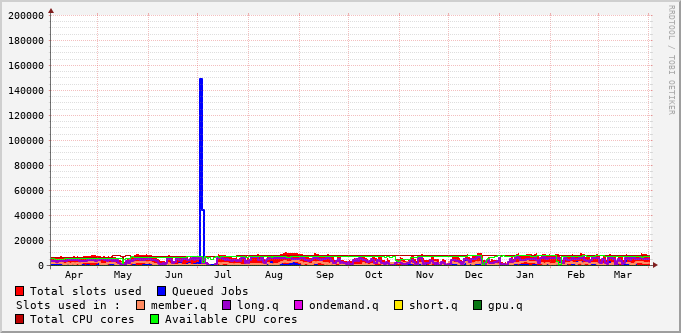 RRDTOOL / TOBI OETIKER
200000
180000
160000
140000
120000
100000
80000
60000
40000
20000
0
Apr May Jun Jul Aug Sep Oct Nov Dec Jan Feb Mar
Total slots used Queued Jobs
Slots used in : member.q long.q ondemand.q short.q gpu.q
Total CPU cores Available CPU cores